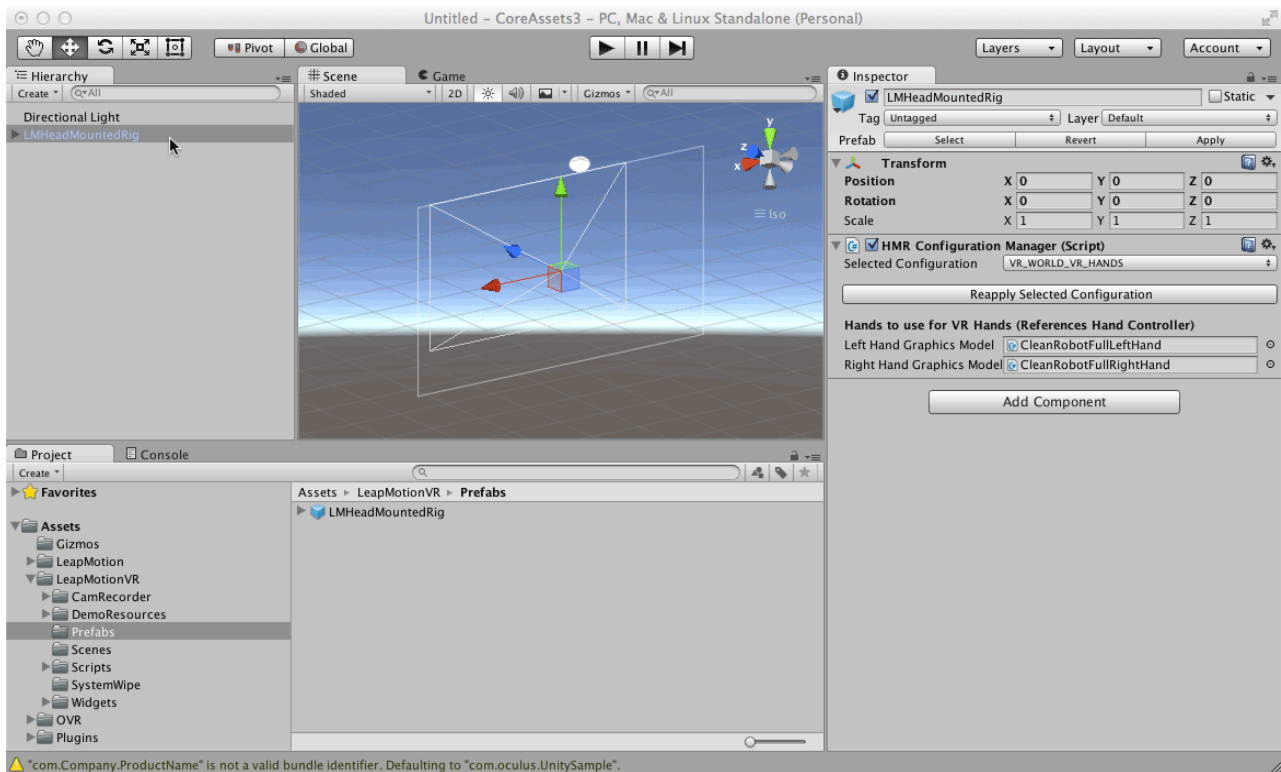 Untitled - CoreAssets3 - PC, Mac & Linux Standalone (Personal)
Pivot Global Layers Layout Account
Hierarchy
Create All
Directional Light
LMHeadMountedRig
Scene Game
Shaded 2D Gizmos All
y
z
x
Iso
Inspector
LMHeadMountedRig Static
Tag Untagged Layer Default
Prefab Select Revert Apply
Transform
Position X 0 Y 0 Z 0
Rotation X 0 Y 0 Z 0
Scale X 1 Y 1 Z 1
HMR Configuration Manager (Script)
Selected Configuration VR_WORLD_VR_HANDS
Reapply Selected Configuration
Hands to use for VR Hands (References Hand Controller)
Left Hand Graphics Model CleanRobotFullLeftHand
Right Hand Graphics Model CleanRobotFullRightHand
Add Component
Project Console
Create
Favorites
Assets
Gizmos
LeapMotion
LeapMotionVR
CamRecorder
DemoResources
Prefabs
Scenes
Scripts
SystemWipe
Widgets
OVR
Plugins
Assets LeapMotionVR Prefabs
LMHeadMountedRig
"com.Company.ProductName" is not a valid bundle identifier. Defaulting to "com.oculus.UnitySample".